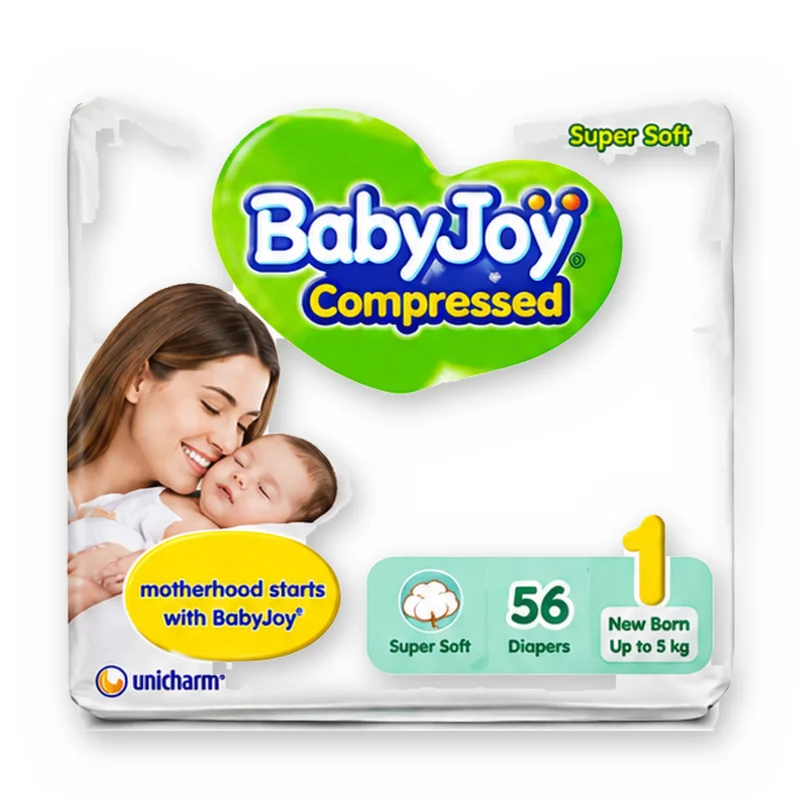 Super Soft
BabyJoy®
Compressed
motherhood starts
with BabyJoy®
unicharm
Super Soft
56
Diapers
1
New Born
Up to 5 kg